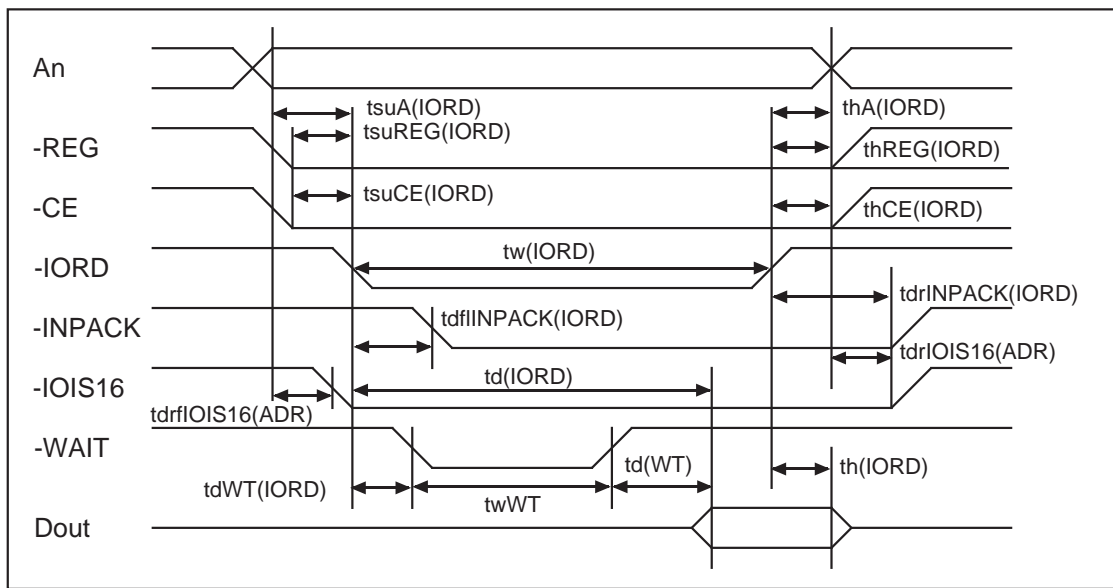 An
tsuA(IORD)
thA(IORD)
tsuREG(IORD)
-REG
thREG(IORD)
tsuCE(IORD)
-CE
thCE(IORD)
tw(IORD)
-IORD
tdrINPACK(IORD)
tdflINPACK(IORD)
-INPACK
tdrIOIS16(ADR)
td(IORD)
-IOIS16
tdrfIOIS16(ADR)
-WAIT
td(WT)
th(IORD)
tdWT(IORD)
twWT
Dout